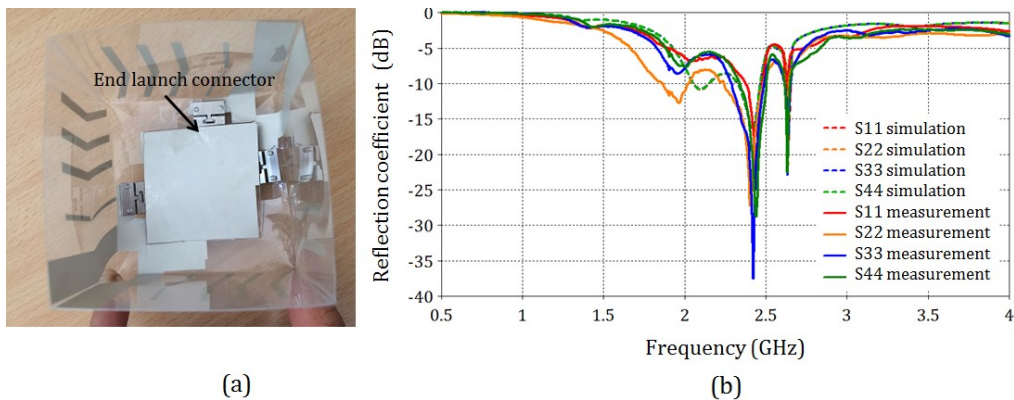 End launch connector
(a)
Reflection coefficient (dB)
0
-5
-10
-15
-20
-25
-30
-35
-40
0.5
1
1.5
2
2.5
3
3.5
4
Frequency (GHz)
S11 simulation
S22 simulation
S33 simulation
S44 simulation
S11 measurement
S22 measurement
S33 measurement
S44 measurement
(b)